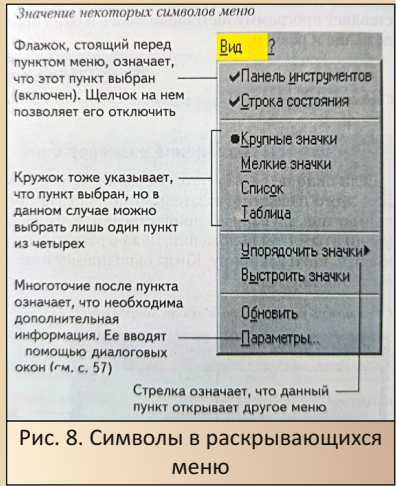 Значение некоторых символов меню
Флажок, стоящий перед
пунктом меню, означает,
что этот пункт выбран
(включен). Щелчок на нем
позволяет его отключить
Кружок тоже указывает,
что пункт выбран, но в
данном случае можно
выбрать лишь один пункт
из четырех
Многоточие после пункта
означает, что необходима
дополнительная
информация. Ее вводят
помощью диалоговых
окон (см. с. 57)
Вид ?
✓Панель инструментов
✓Строка состояния
●Крупные значки
Мелкие значки
Список
Таблица
Упорядочить значки▶
Выстроить значки
Обновить
Параметры...
Стрелка означает, что данный
пункт открывает другое меню
Рис. 8. Символы в раскрывающихся
меню